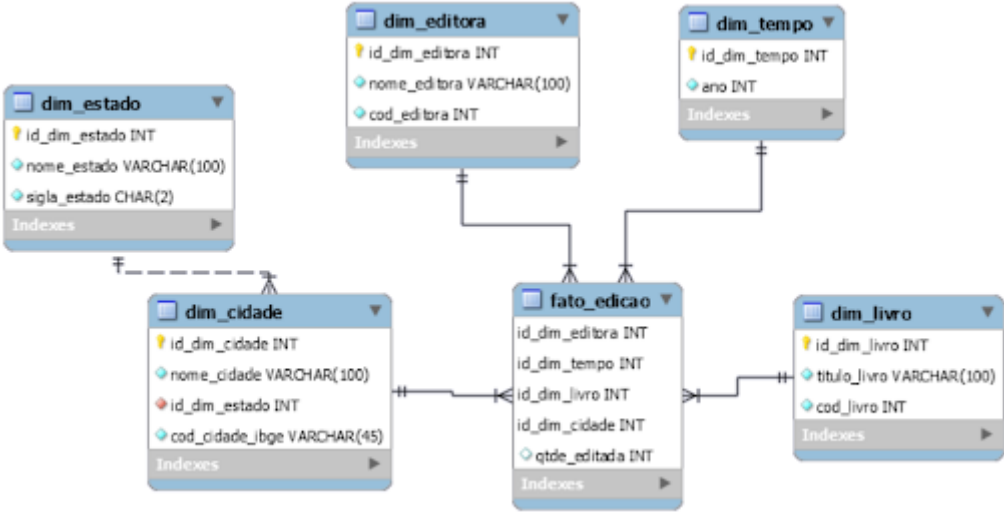 dim_editora
id_dim_editora INT
nome_editora VARCHAR(100)
cod_editora INT
Indexes
dim_tempo
id_dim_tempo INT
ano INT
Indexes
dim_estado
id_dim_estado INT
nome_estado VARCHAR(100)
sigla_estado CHAR(2)
Indexes
dim_cidade
id_dim_cidade INT
nome_cidade VARCHAR(100)
id_dim_estado INT
cod_cidade_ibge VARCHAR(45)
Indexes
fato_edicao
id_dim_editora INT
id_dim_tempo INT
id_dim_livro INT
id_dim_cidade INT
qtde_editada INT
Indexes
dim_livro
id_dim_livro INT
titulo_livro VARCHAR(100)
cod_livro INT
Indexes